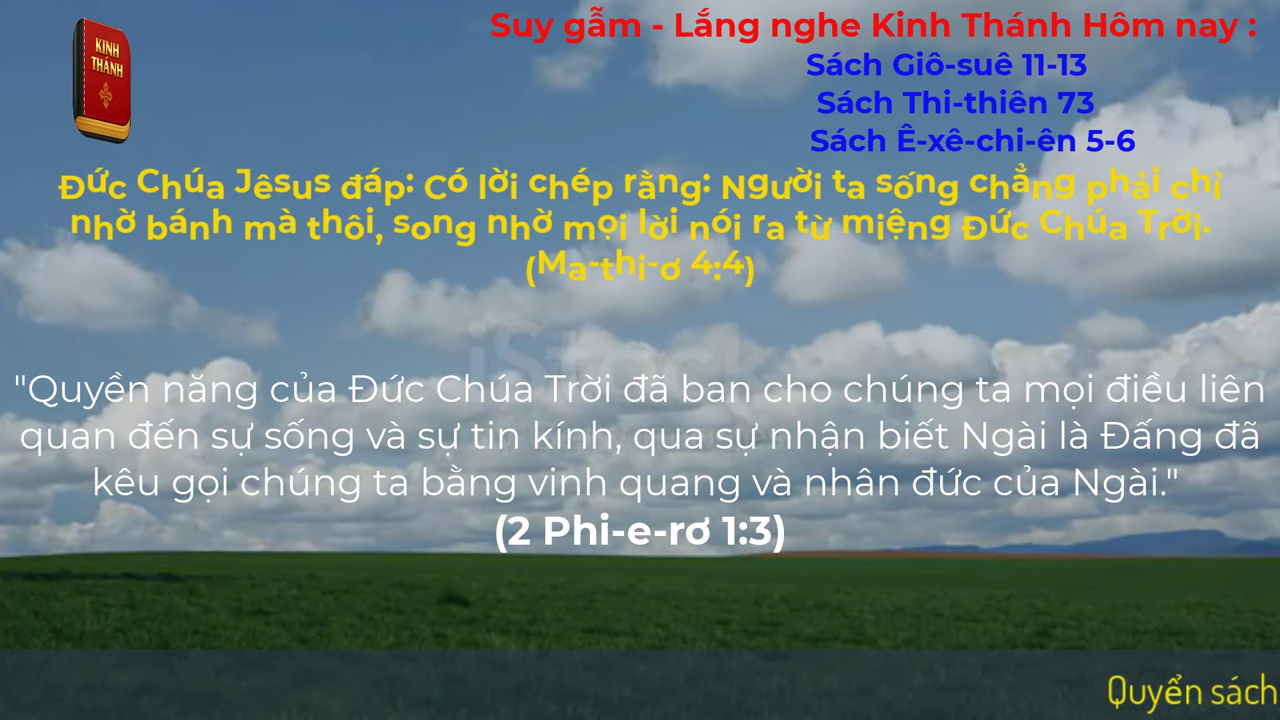 KINH
THÁNH
Suy gẫm - Lắng nghe Kinh Thánh Hôm nay :
Sách Giô-suê 11-13
Sách Thi-thiên 73
Sách Ê-xê-chi-ên 5-6
Đức Chúa Jêsus đáp: Có lời chép rằng: Người ta sống chẳng phải chỉ
nhờ bánh mà thôi, song nhờ mọi lời nói ra từ miệng Đức Chúa Trời.
(Ma-thi-ơ 4:4)
iStock
"Quyền năng của Đức Chúa Trời đã ban cho chúng ta mọi điều liên
quan đến sự sống và sự tin kính, qua sự nhận biết Ngài là Đấng đã
kêu gọi chúng ta bằng vinh quang và nhân đức của Ngài."
(2 Phi-e-rơ 1:3)
Quyển sách